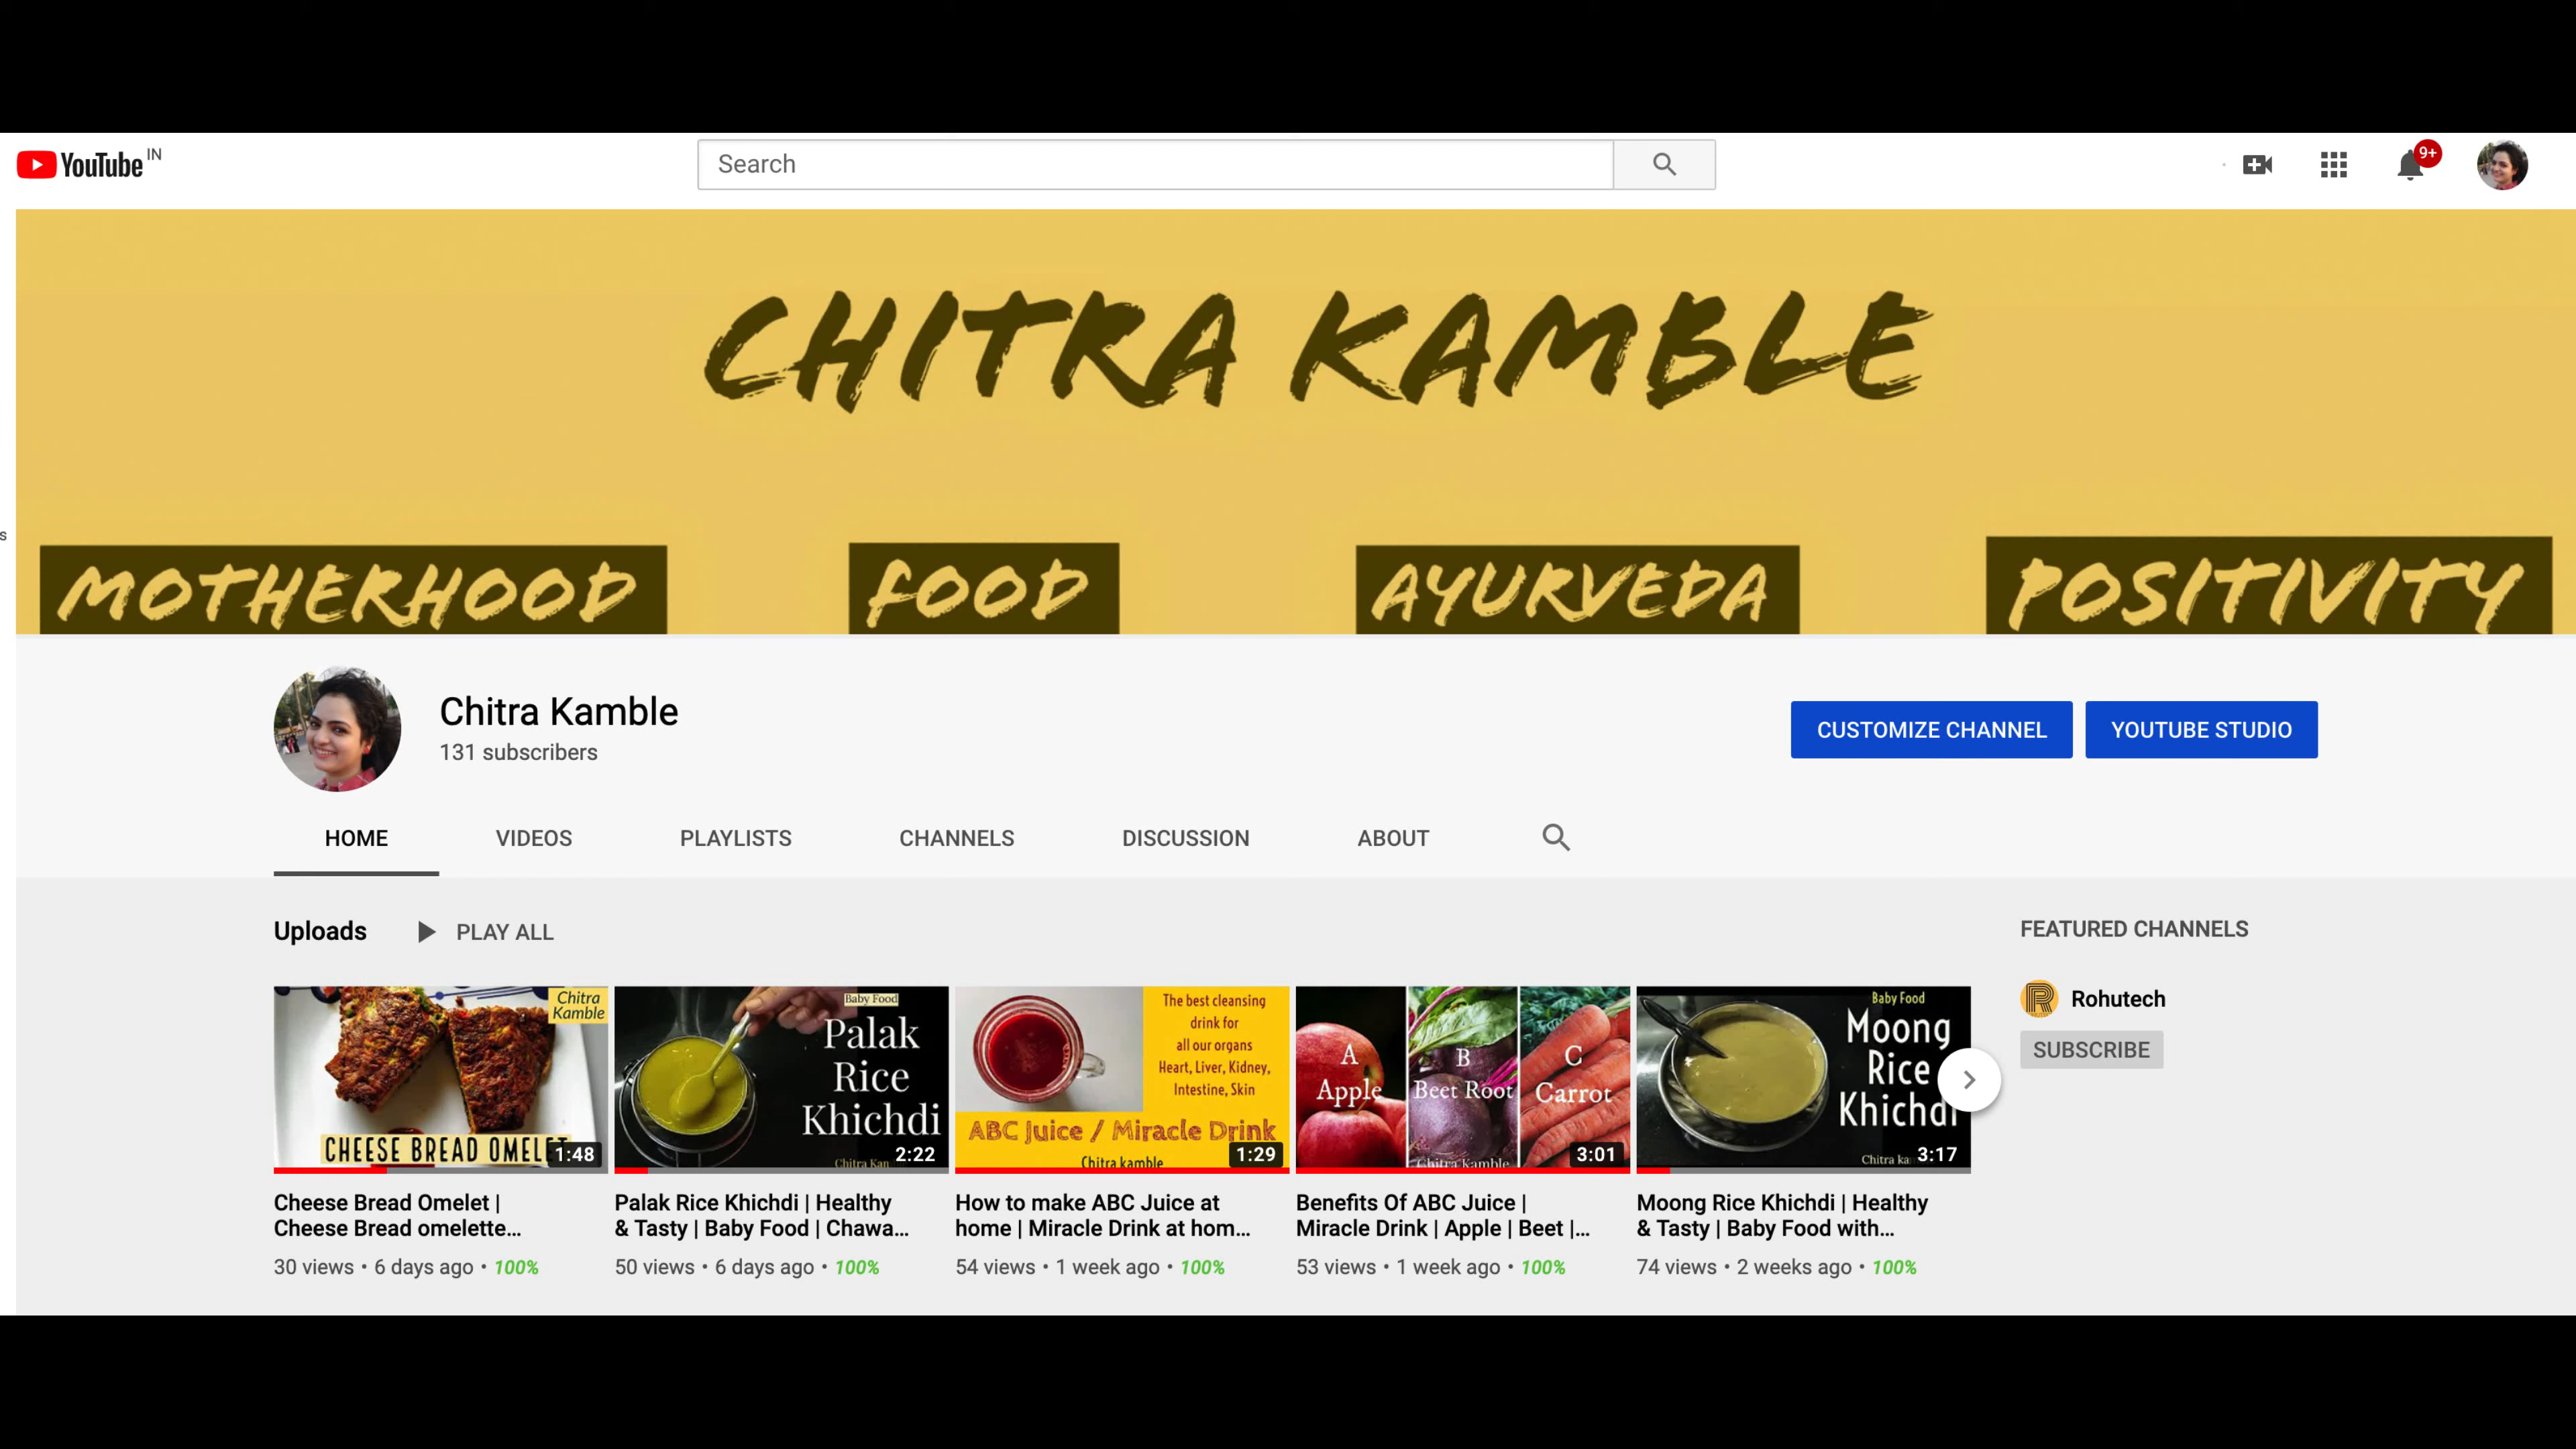 YouTube IN
Search
9+
CHITRA KAMBLE
s
MOTHERHOOD
FOOD
AYURVEDA
POSITIVITY
Chitra Kamble
131 subscribers
CUSTOMIZE CHANNEL
YOUTUBE STUDIO
HOME
VIDEOS
PLAYLISTS
CHANNELS
DISCUSSION
ABOUT
Uploads
PLAY ALL
FEATURED CHANNELS
Rohutech
SUBSCRIBE
Chitra
Kamble
CHEESE BREAD OMELET
1:48
Cheese Bread Omelet |
Cheese Bread omelette...
30 views • 6 days ago • 100%
Baby Food
Palak
Rice
Khichdi
2:22
Chitra
Palak Rice Khichdi | Healthy
& Tasty | Baby Food | Chawa...
50 views • 6 days ago • 100%
The best cleansing
drink for
all our organs
Heart, Liver, Kidney,
Intestine, Skin
ABC Juice / Miracle Drink
Chitra kamble
1:29
How to make ABC Juice at
home | Miracle Drink at hom...
54 views • 1 week ago • 100%
A
Apple
B
Beet Root
C
Carrot
Chitra Kamble
3:01
Benefits Of ABC Juice |
Miracle Drink | Apple | Beet |...
53 views • 1 week ago • 100%
Baby Food
Moong
Rice
Khichdi
Chitra
3:17
Moong Rice Khichdi | Healthy
& Tasty | Baby Food with...
74 views • 2 weeks ago • 100%